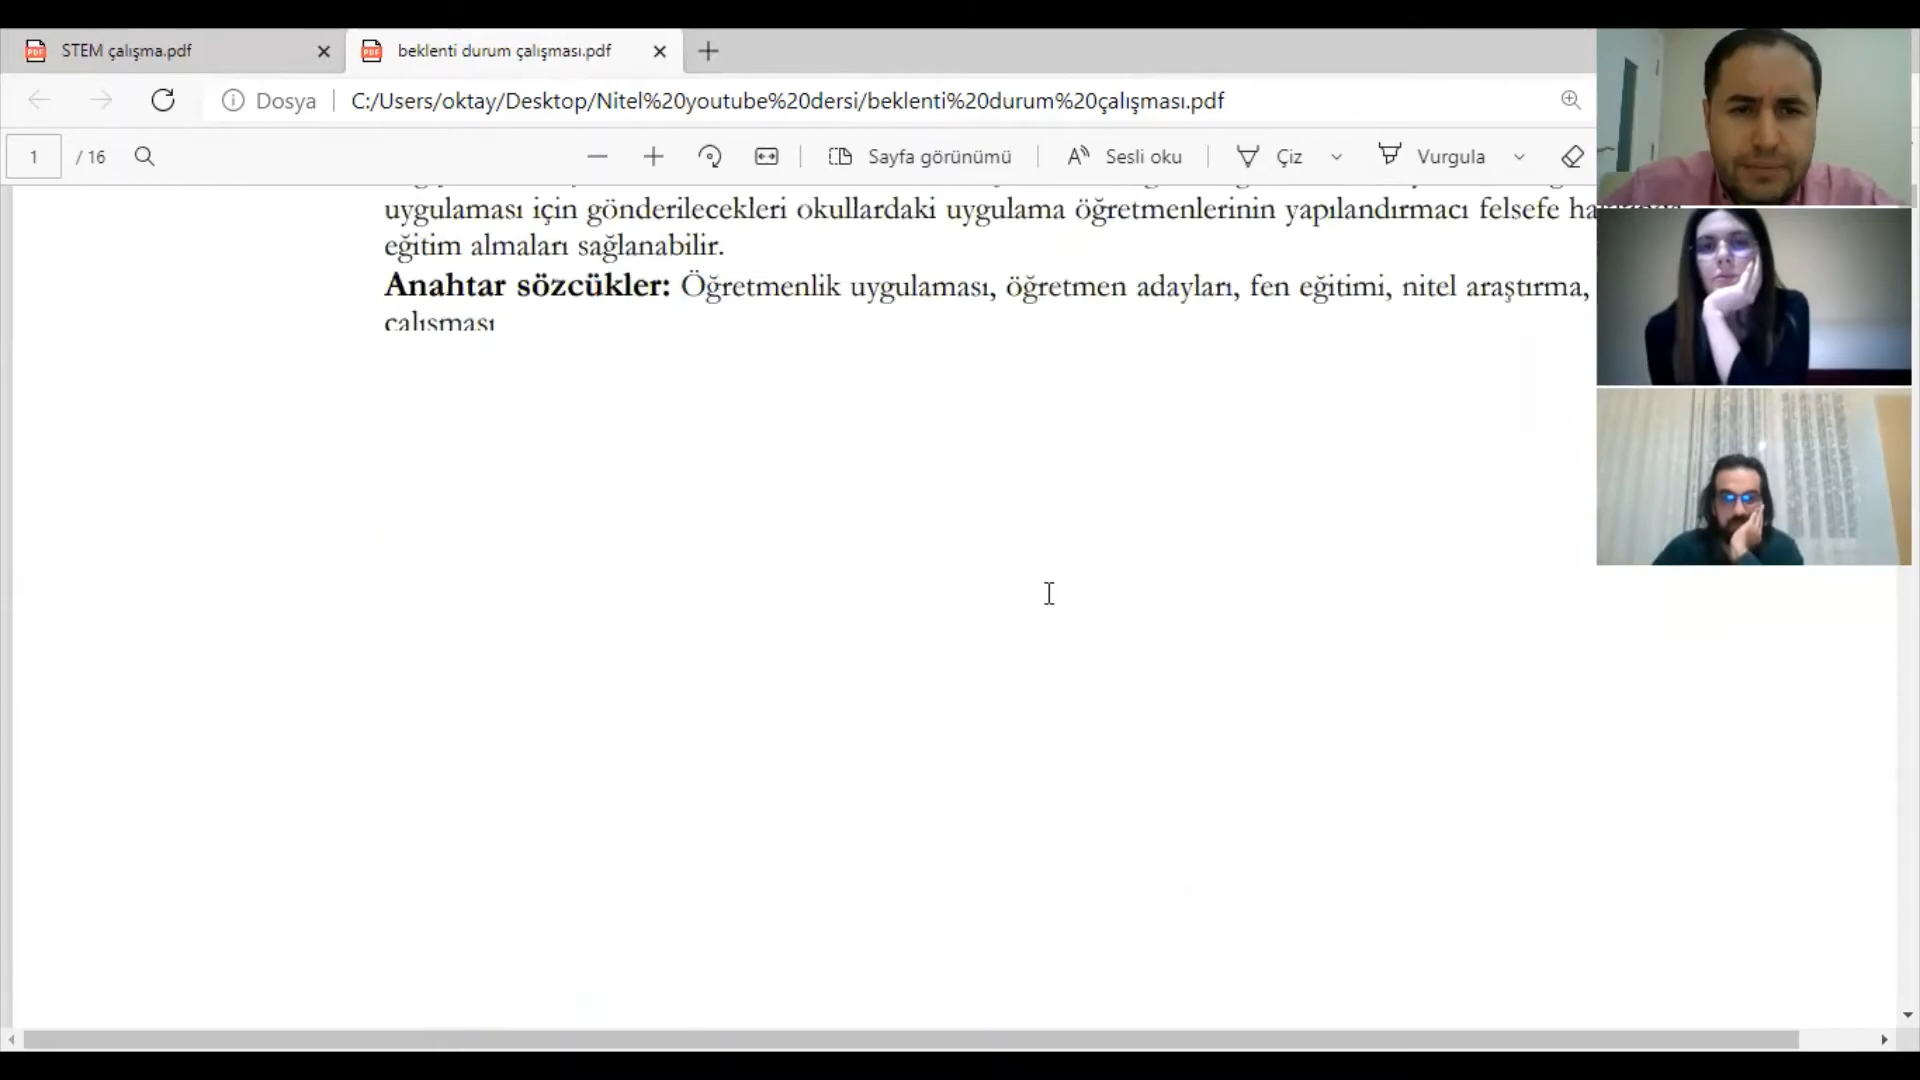 STEM çalışma.pdf
beklenti durum çalışması.pdf
Dosya
C:/Users/oktay/Desktop/Nitel%20youtube%20dersi/beklenti%20durum%20çalışması.pdf
1 / 16
Sayfa görünümü
Sesli oku
Çiz
Vurgula
uygulaması için gönderilecekleri okullardaki uygulama öğretmenlerinin yapılandırmacı felsefe
eğitim almaları sağlanabilir.
Anahtar sözcükler: Öğretmenlik uygulaması, öğretmen adayları, fen eğitimi, nitel araştırma,
çalışması